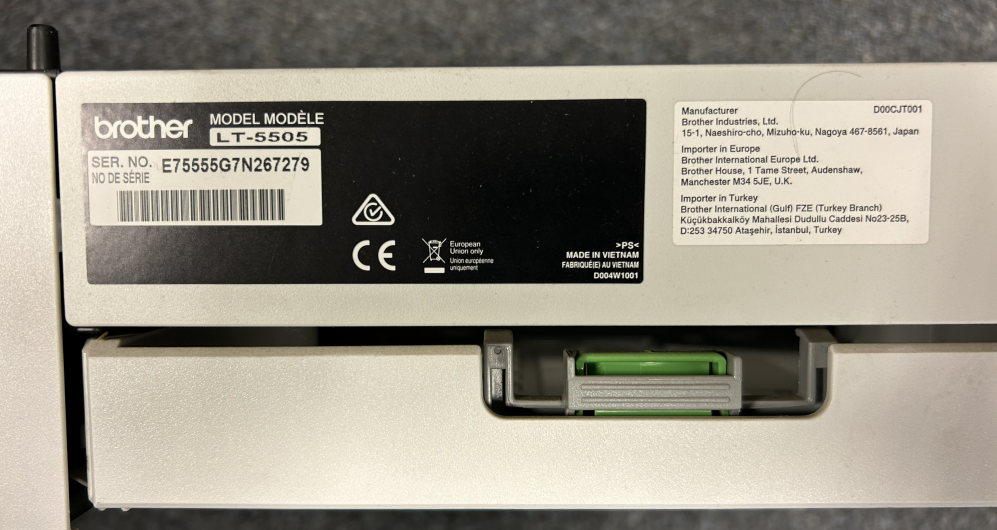 brother
MODEL MODÈLE
LT-5505
SER. NO.
NO DE SÉRIE
E75555G7N267279
CE
European
Union only
Union européenne
uniquement
>PS<
MADE IN VIETNAM
FABRIQUÉ(E) AU VIETNAM
D004W1001
Manufacturer D00CJT001
Brother Industries, Ltd.
15-1, Naeshiro-cho, Mizuho-ku, Nagoya 467-8561, Japan
Importer in Europe
Brother International Europe Ltd.
Brother House, 1 Tame Street, Audenshaw,
Manchester M34 5JE, U.K.
Importer in Turkey
Brother International (Gulf) FZE (Turkey Branch)
Küçükbakkalköy Mahallesi Dudullu Caddesi No23-25B,
D:253 34750 Ataşehir, İstanbul, Turkey